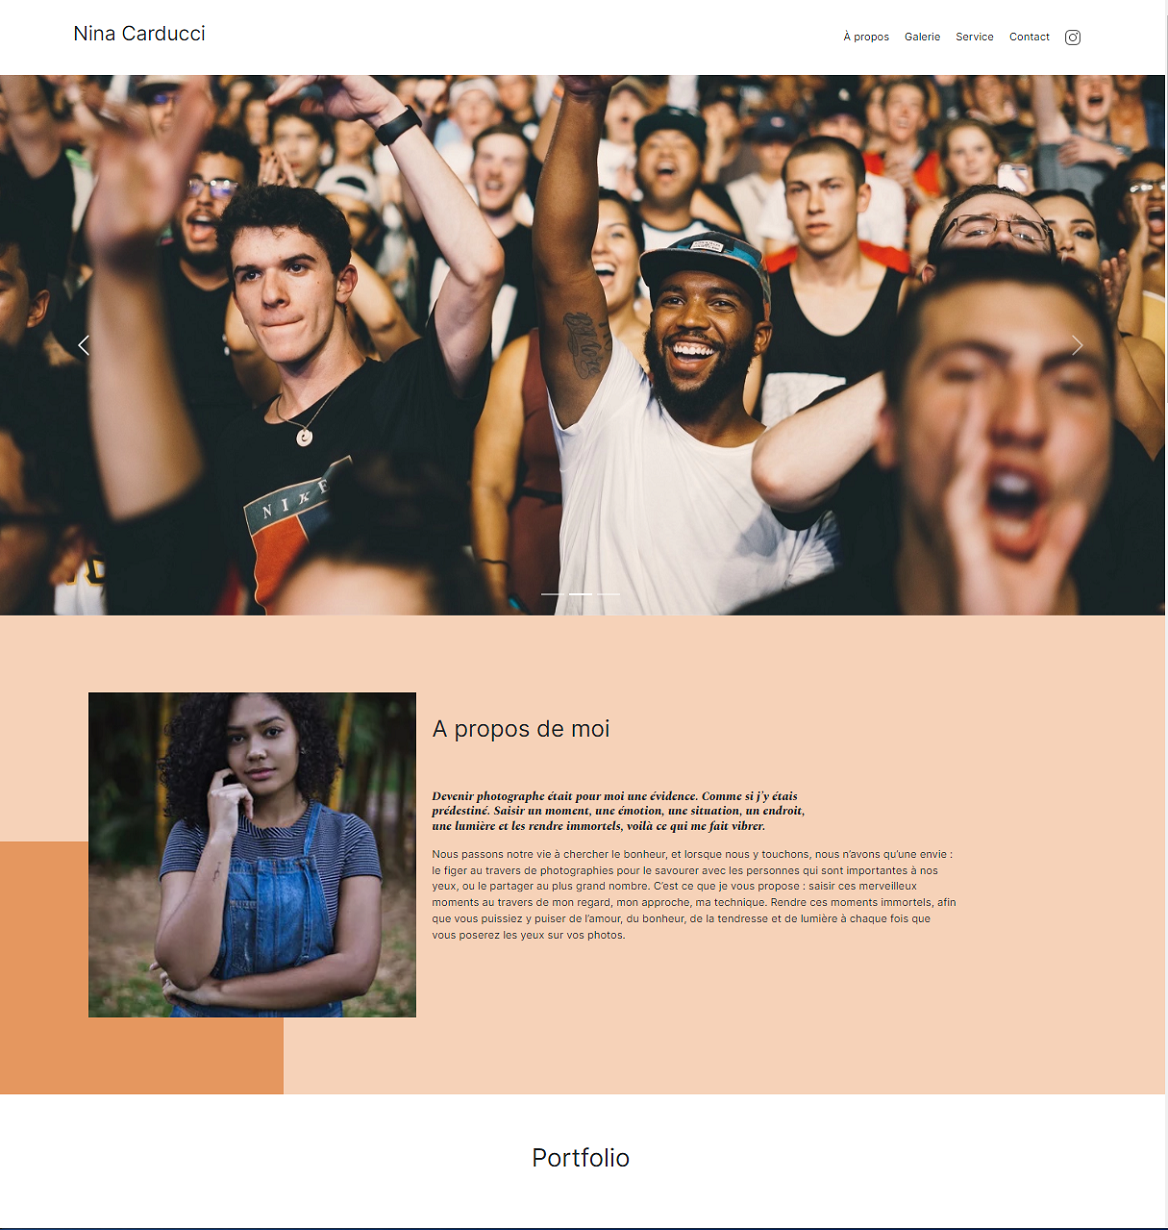 Nina Carducci
À propos Galerie Service Contact
NIKE
A propos de moi
Devenir photographe était pour moi une évidence. Comme si j'y étais
prédestiné. Saisir un moment, une émotion, une situation, un endroit,
une lumière et les rendre immortels, voilà ce qui me fait vibrer.
Nous passons notre vie à chercher le bonheur, et lorsque nous y touchons, nous n'avons qu'une envie :
le figer au travers de photographies pour le savourer avec les personnes qui sont importantes à nos
yeux, ou le partager au plus grand nombre. C'est ce que je vous propose : saisir ces merveilleux
moments au travers de mon regard, mon approche, ma technique. Rendre ces moments immortels, afin
que vous puissiez y puiser de l'amour, du bonheur, de la tendresse et de lumière à chaque fois que
vous poserez les yeux sur vos photos.
Portfolio